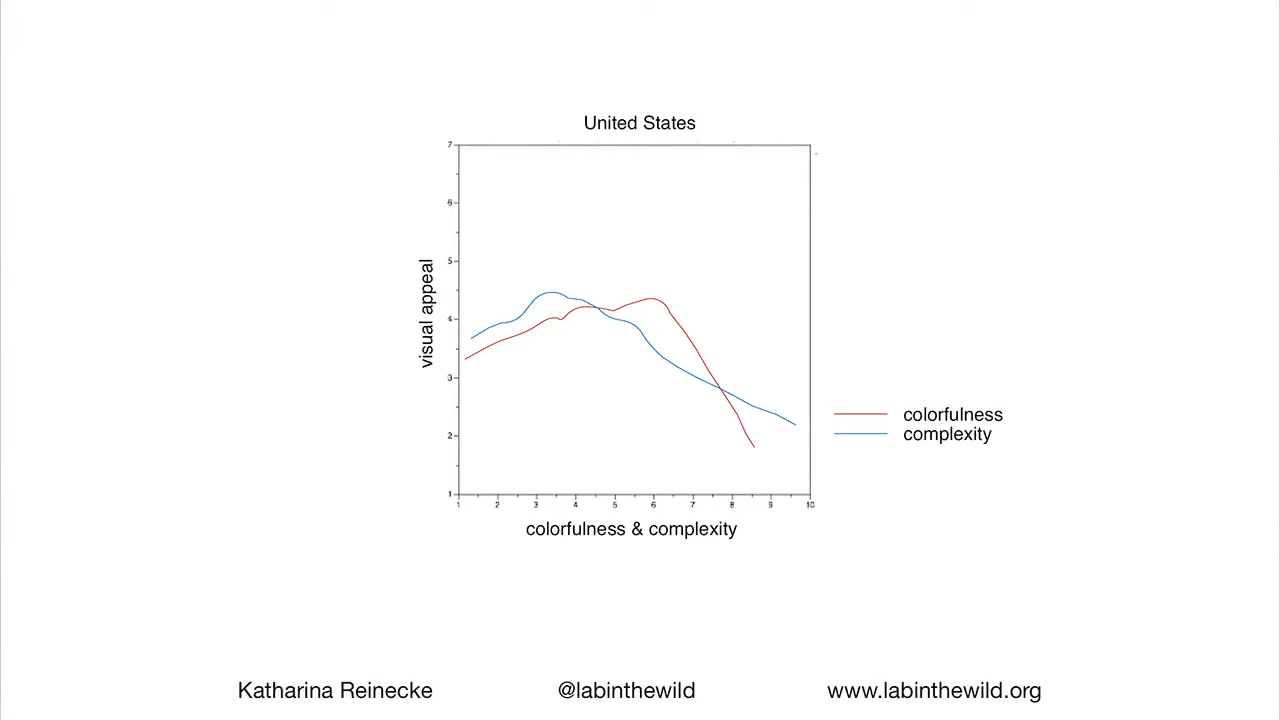 United States
7
6
5
4
3
2
1
visual appeal
1 2 3 4 5 6 7 8 9 10
colorfulness & complexity
colorfulness
complexity
Katharina Reinecke
@labinthewild
www.labinthewild.org